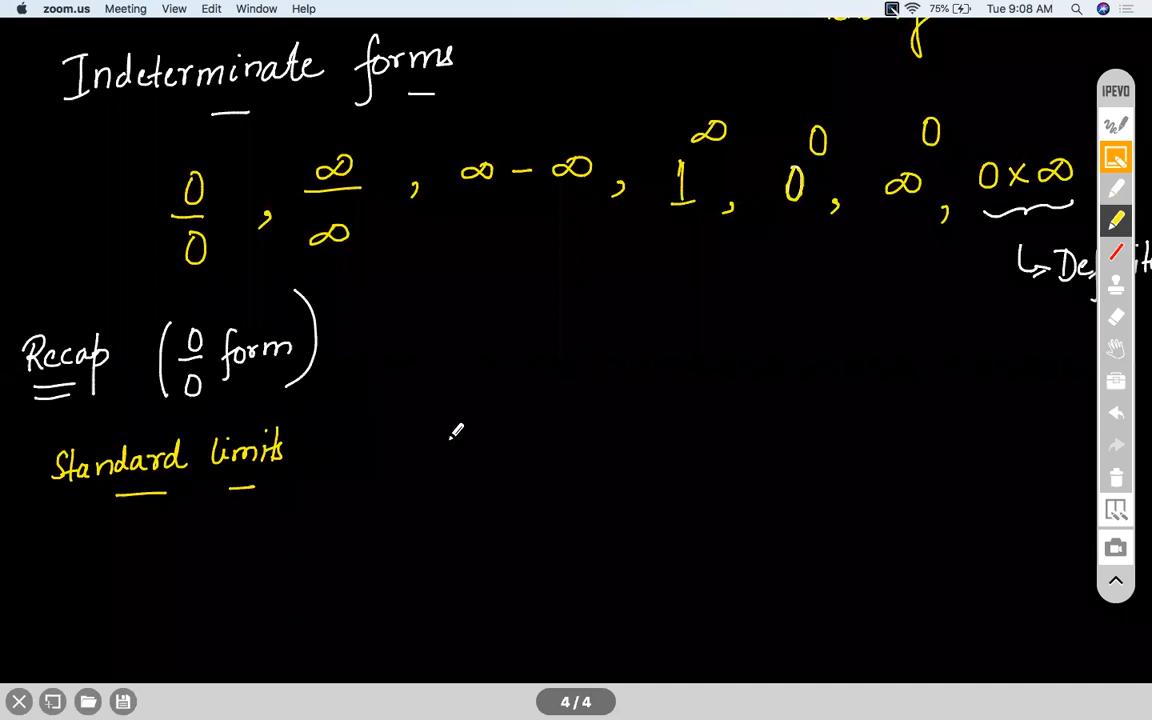 zoom.us Meeting View Edit Window Help 75% Tue 9:08 AM
Indeterminate forms
IPEVO
0/0 , ∞/∞ , ∞ - ∞ , 1^∞ , 0^0 , ∞^0 , 0 x ∞
Recap (0/0 form)
Standard limits
4 / 4